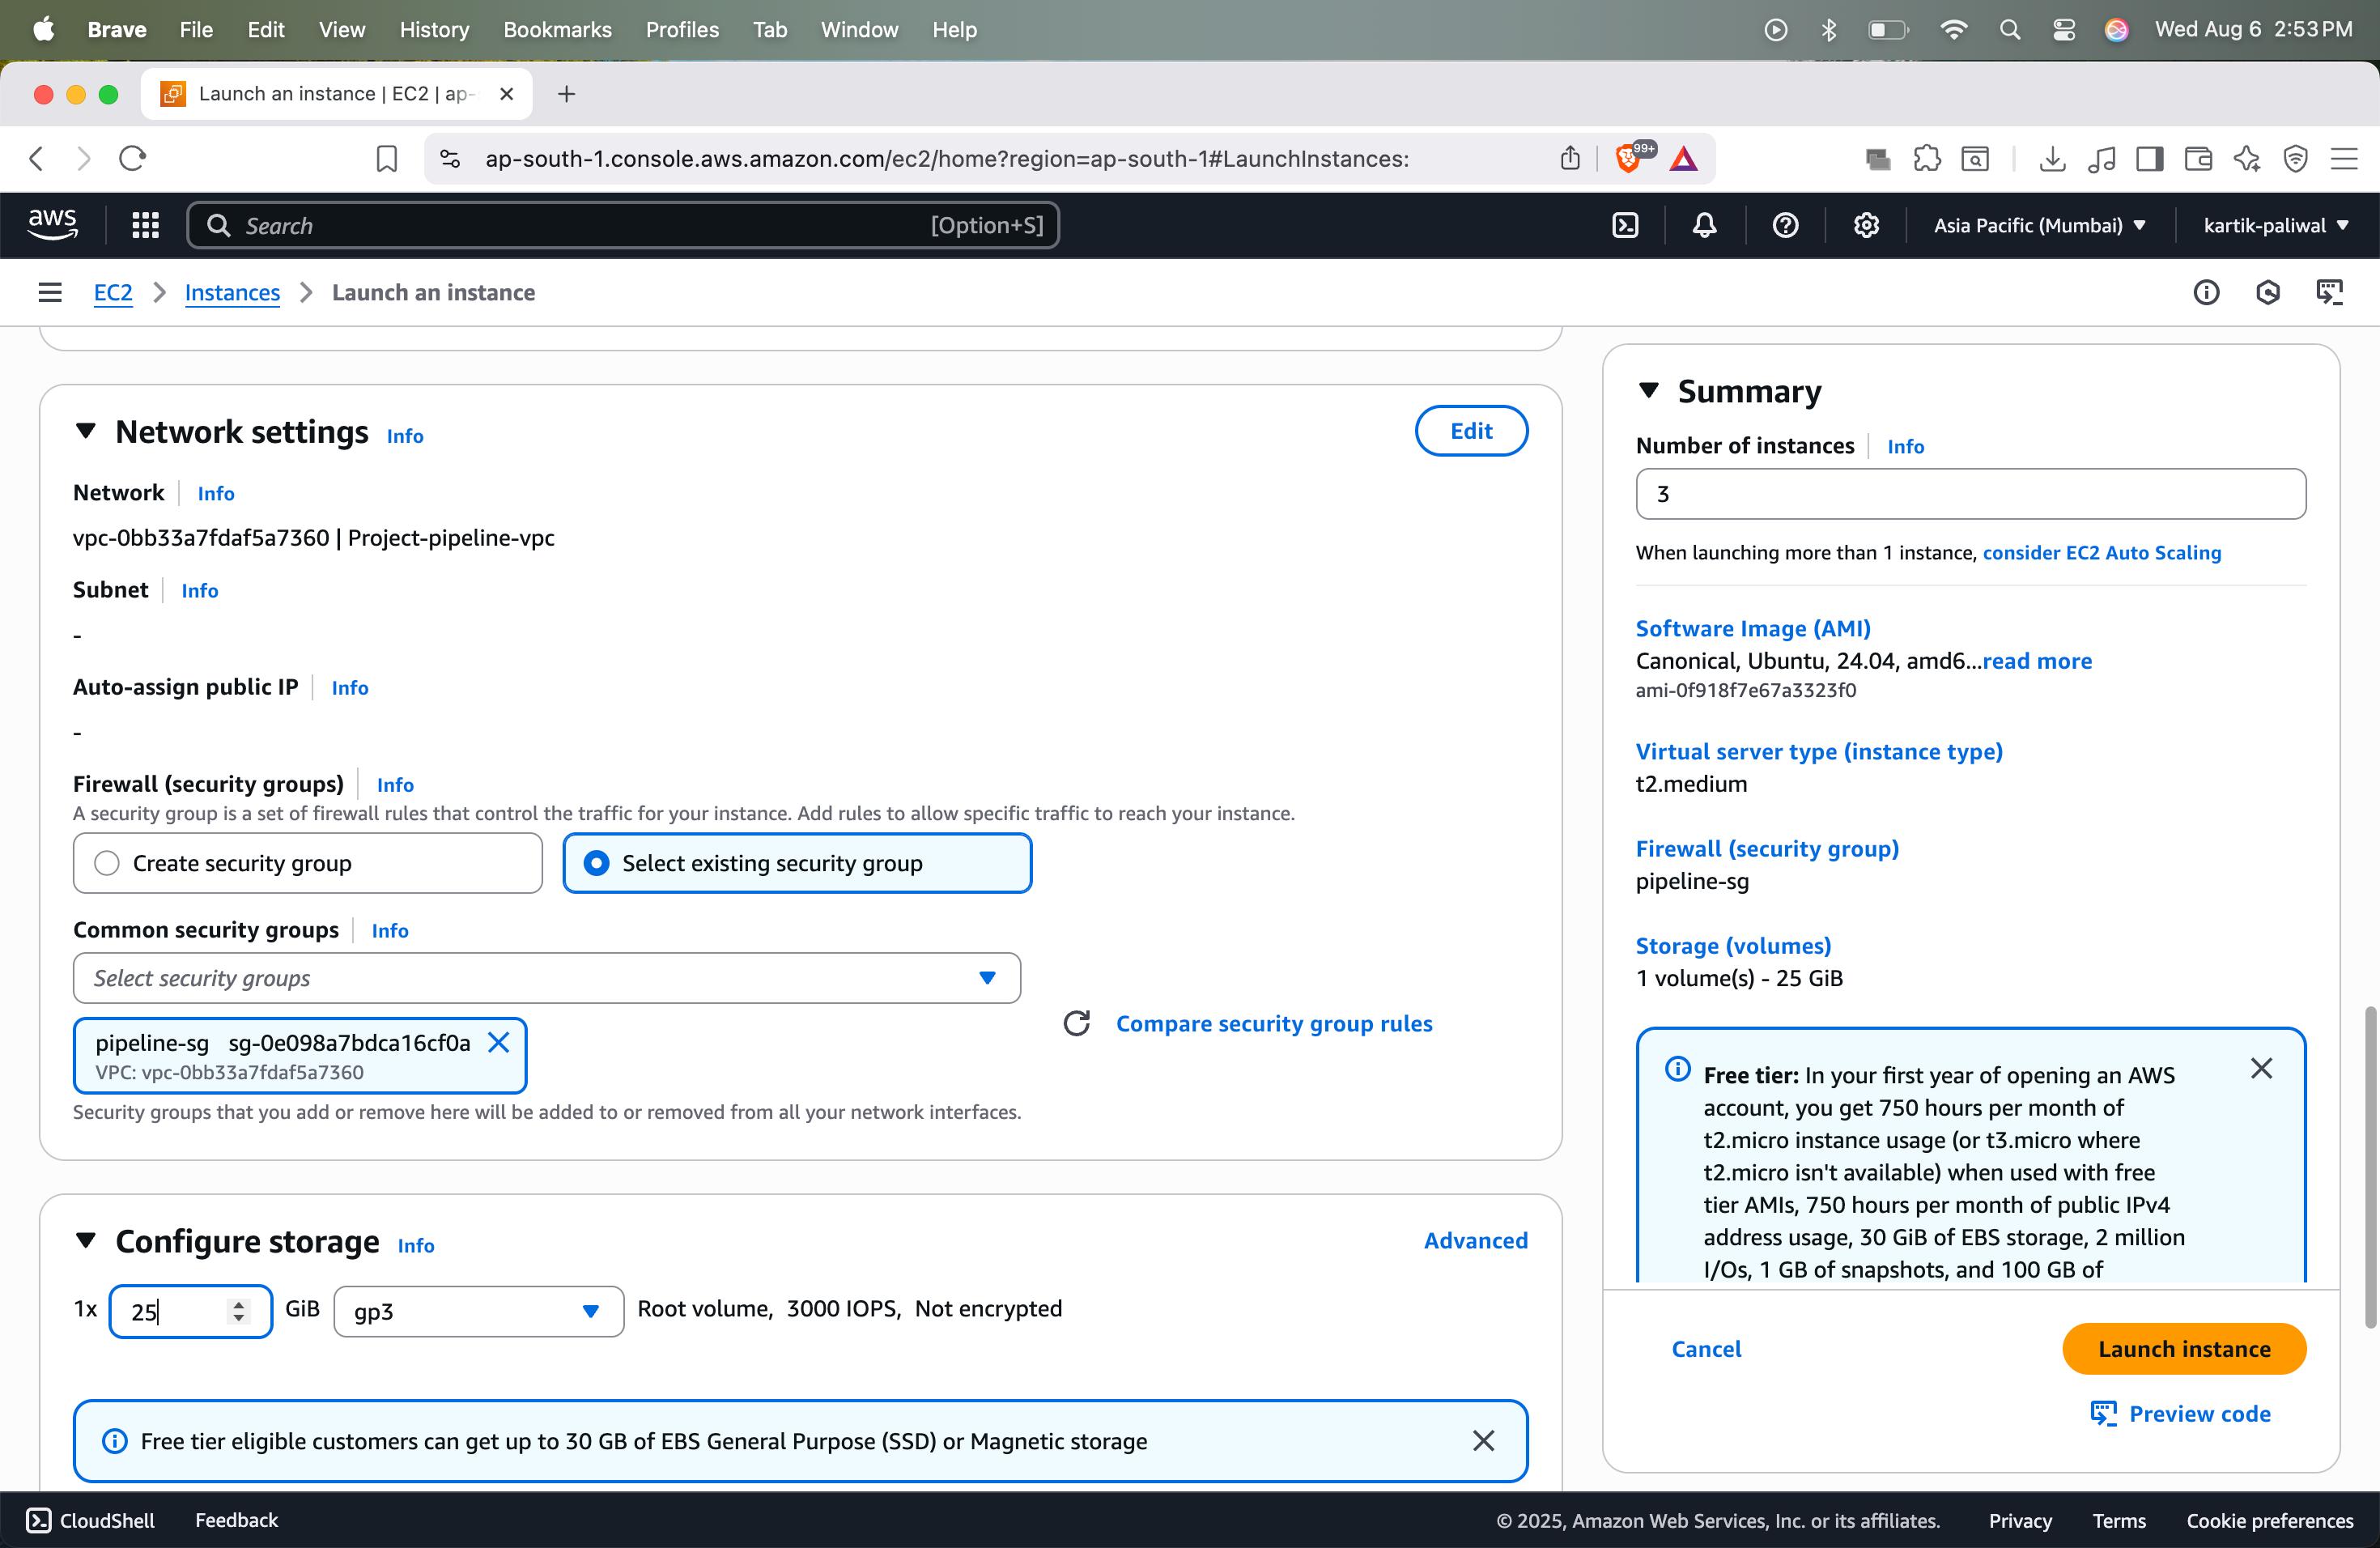 Brave File Edit View History Bookmarks Profiles Tab Window Help Wed Aug 6 2:53 PM
Launch an instance | EC2 | ap-
ap-south-1.console.aws.amazon.com/ec2/home?region=ap-south-1#LaunchInstances: 99+
aws Search [Option+S] Asia Pacific (Mumbai) kartik-paliwal
EC2 Instances Launch an instance
Network settings Info Edit
Network Info
vpc-0bb33a7fdaf5a7360 | Project-pipeline-vpc
Subnet Info
-
Auto-assign public IP Info
-
Firewall (security groups) Info
A security group is a set of firewall rules that control the traffic for your instance. Add rules to allow specific traffic to reach your instance.
Create security group Select existing security group
Common security groups Info
Select security groups
Compare security group rules
pipeline-sg sg-0e098a7bdca16cf0a
VPC: vpc-0bb33a7fdaf5a7360
Security groups that you add or remove here will be added to or removed from all your network interfaces.
Configure storage Info Advanced
1x 25 GiB gp3 Root volume, 3000 IOPS, Not encrypted
Free tier eligible customers can get up to 30 GB of EBS General Purpose (SSD) or Magnetic storage
Summary
Number of instances Info
3
When launching more than 1 instance, consider EC2 Auto Scaling
Software Image (AMI)
Canonical, Ubuntu, 24.04, amd6...read more
ami-0f918f7e67a3323f0
Virtual server type (instance type)
t2.medium
Firewall (security group)
pipeline-sg
Storage (volumes)
1 volume(s) - 25 GiB
Free tier: In your first year of opening an AWS
account, you get 750 hours per month of
t2.micro instance usage (or t3.micro where
t2.micro isn't available) when used with free
tier AMIs, 750 hours per month of public IPv4
address usage, 30 GiB of EBS storage, 2 million
I/Os, 1 GB of snapshots, and 100 GB of
Cancel Launch instance
Preview code
CloudShell Feedback © 2025, Amazon Web Services, Inc. or its affiliates. Privacy Terms Cookie preferences